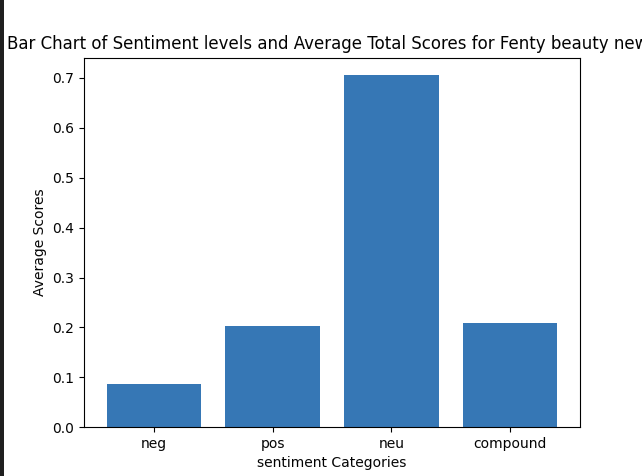 Bar Chart of Sentiment levels and Average Total Scores for Fenty beauty
0.7
0.6
0.5
0.4
0.3
0.2
0.1
0.0
Average Scores
neg pos neu compound
sentiment Categories